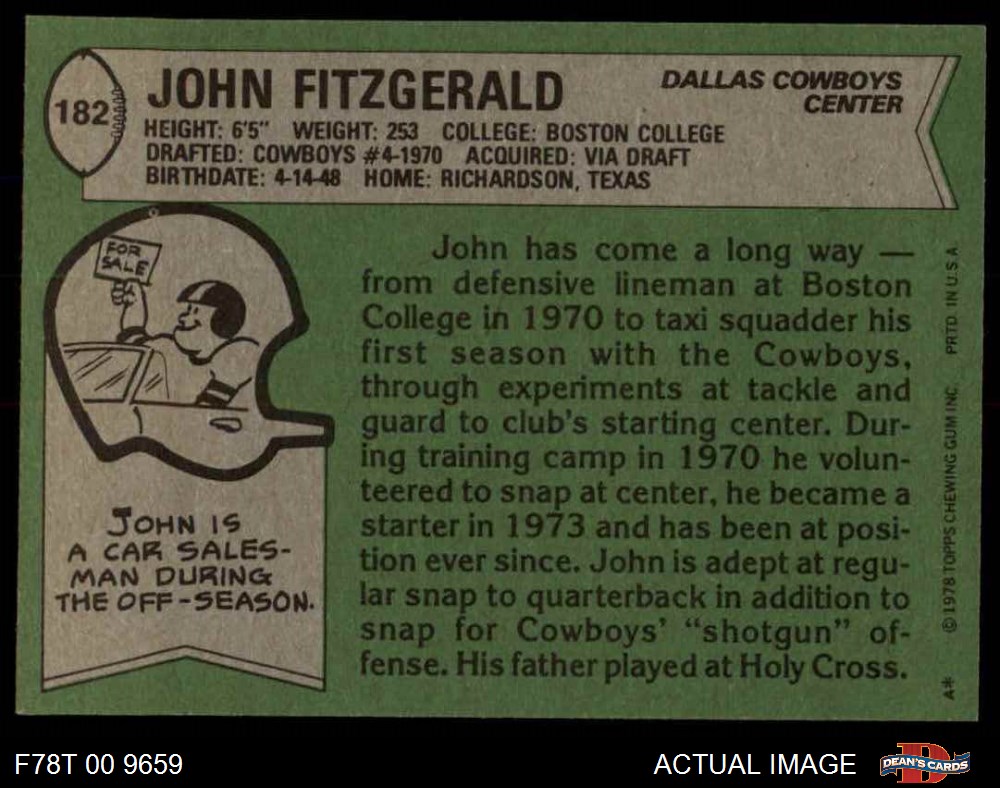 182
JOHN FITZGERALD
DALLAS COWBOYS
CENTER
HEIGHT: 6'5" WEIGHT: 253 COLLEGE: BOSTON COLLEGE
DRAFTED: COWBOYS #4-1970 ACQUIRED: VIA DRAFT
BIRTHDATE: 4-14-48 HOME: RICHARDSON, TEXAS
FOR
SALE
JOHN IS
A CAR SALES-
MAN DURING
THE OFF-SEASON.
John has come a long way —
from defensive lineman at Boston
College in 1970 to taxi squadder his
first season with the Cowboys,
through experiments at tackle and
guard to club's starting center. Dur-
ing training camp in 1970 he volun-
teered to snap at center, he became a
starter in 1973 and has been at posi-
tion ever since. John is adept at regu-
lar snap to quarterback in addition to
snap for Cowboys' "shotgun" of-
fense. His father played at Holy Cross.
A* © 1978 TOPPS CHEWING GUM INC. PRTD. IN U.S.A.
F78T 00 9659
ACTUAL IMAGE
D
DEAN'S CARDS